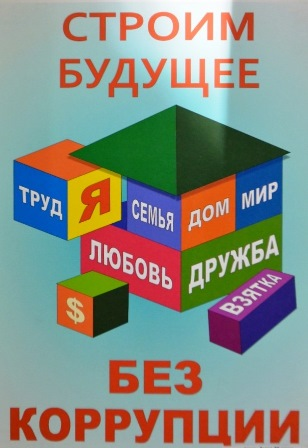 СТРОИМ
БУДУЩЕЕ
ТРУД
Я
СЕМЬЯ
ДОМ
МИР
ЛЮБОВЬ
ДРУЖБА
$
ВЗЯТКА
БЕЗ
КОРРУПЦИИ